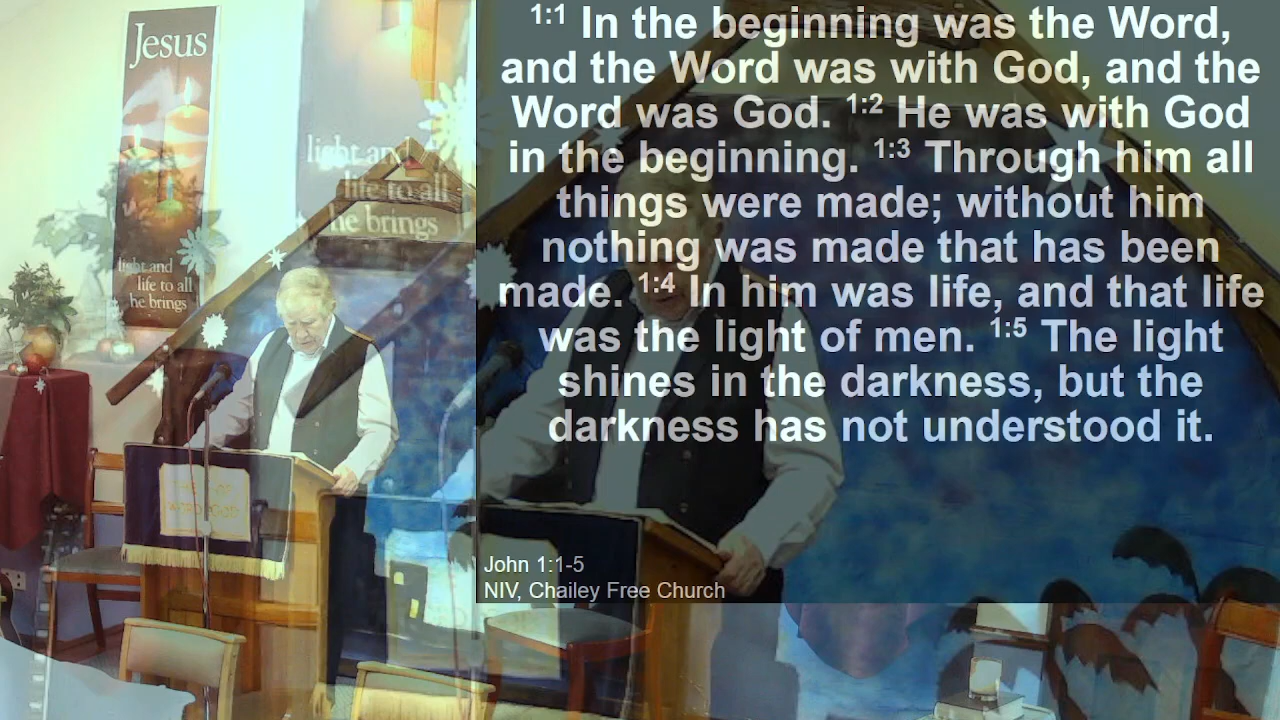 Jesus
light and
life to all
he brings
light and
life to all
he brings
THE
WORD OF GOD
1:1 In the beginning was the Word,
and the Word was with God, and the
Word was God. 1:2 He was with God
in the beginning. 1:3 Through him all
things were made; without him
nothing was made that has been
made. 1:4 In him was life, and that life
was the light of men. 1:5 The light
shines in the darkness, but the
darkness has not understood it.
John 1:1-5
NIV, Chailey Free Church